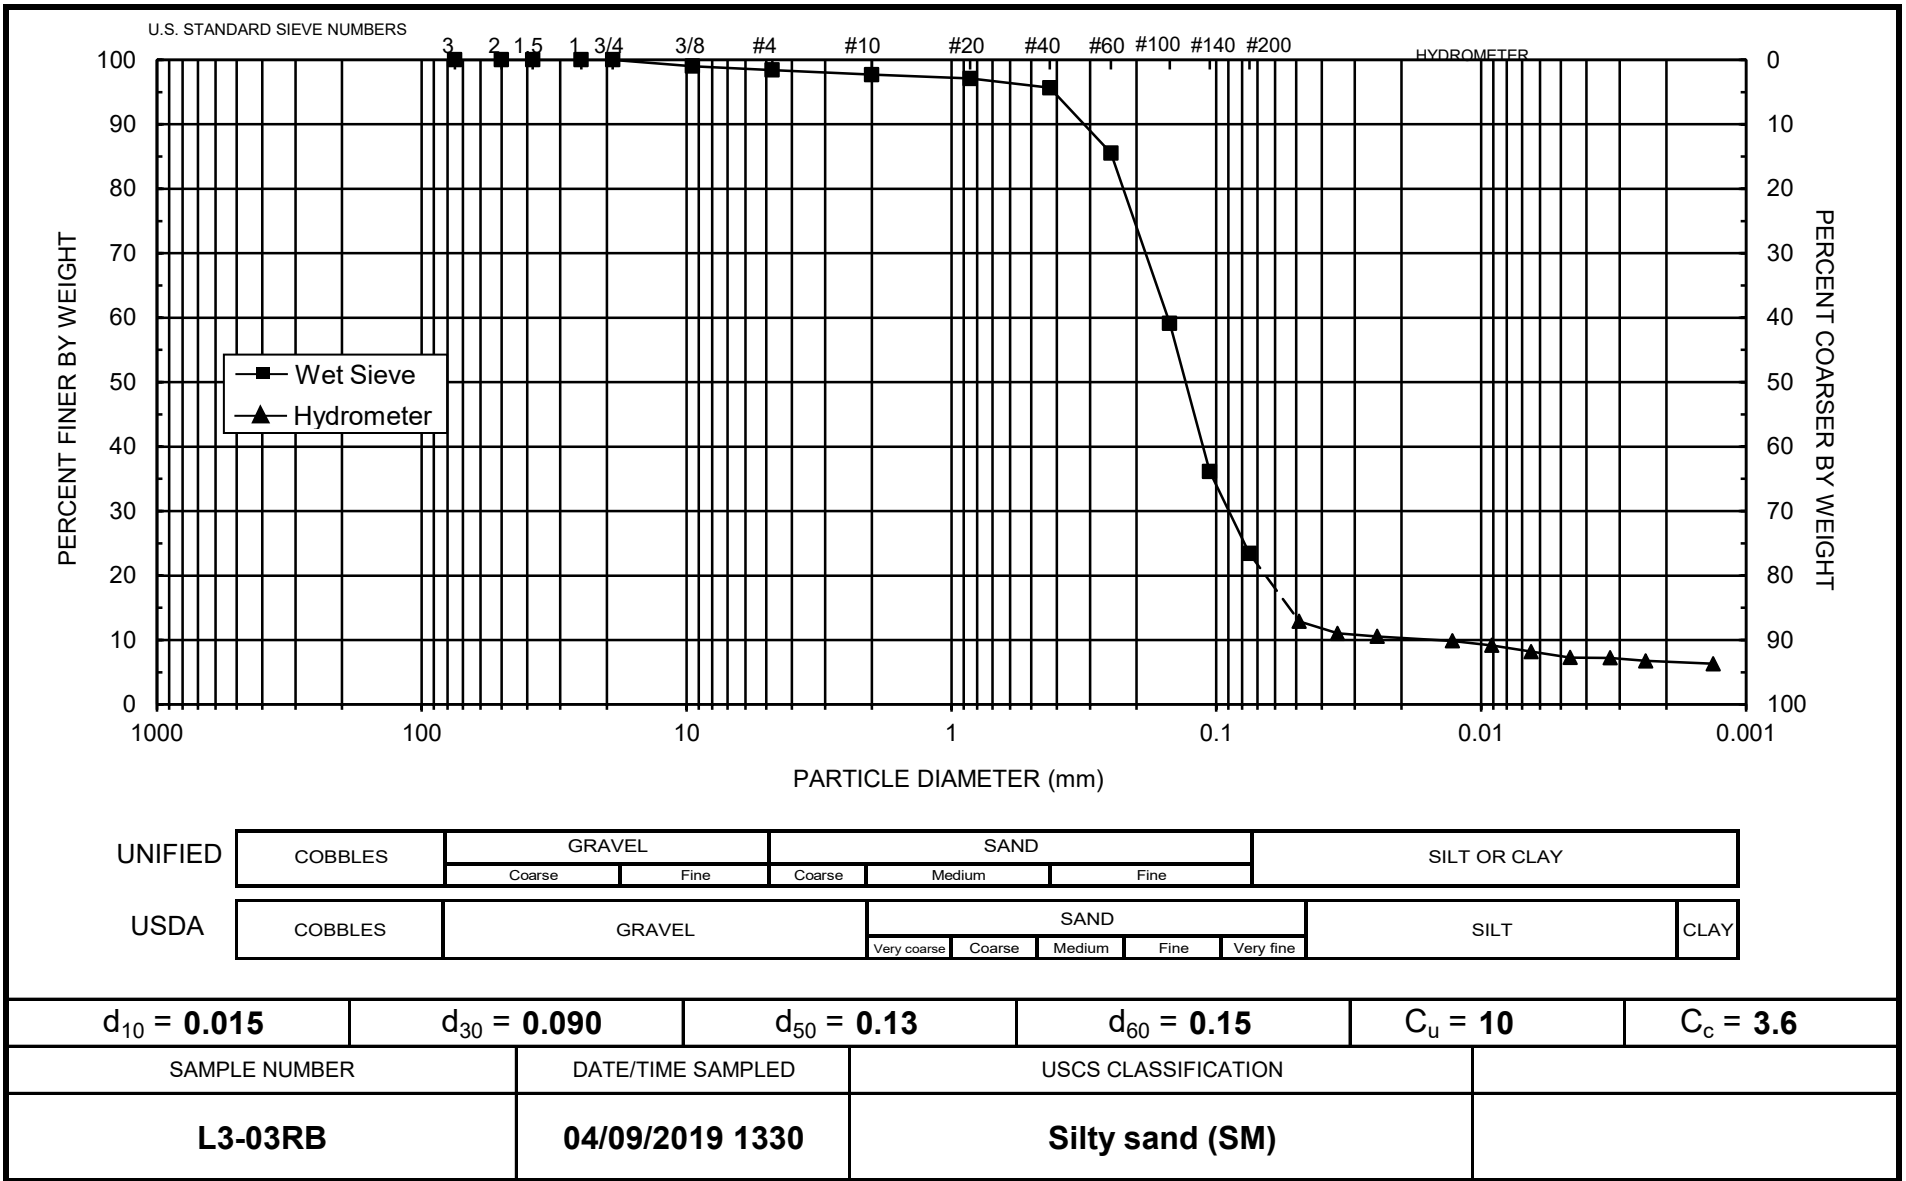 U.S. STANDARD SIEVE NUMBERS
3 2 1.5 1 3/4 3/8 #4 #10 #20 #40 #60 #100 #140 #200
HYDROMETER
PERCENT FINER BY WEIGHT
100
90
80
70
60
50
40
30
20
10
0
Wet Sieve
Hydrometer
0
10
20
30
40
50
60
70
80
90
100
PERCENT COARSER BY WEIGHT
1000 100 10 1 0.1 0.01 0.001
PARTICLE DIAMETER (mm)
UNIFIED
COBBLES
GRAVEL
Coarse Fine
SAND
Coarse Medium Fine
SILT OR CLAY
USDA
COBBLES
GRAVEL
SAND
Very coarse Coarse Medium Fine Very fine
SILT
CLAY
d10 = 0.015 d30 = 0.090 d50 = 0.13 d60 = 0.15 Cu = 10 Cc = 3.6
SAMPLE NUMBER DATE/TIME SAMPLED USCS CLASSIFICATION
L3-03RB 04/09/2019 1330 Silty sand (SM)